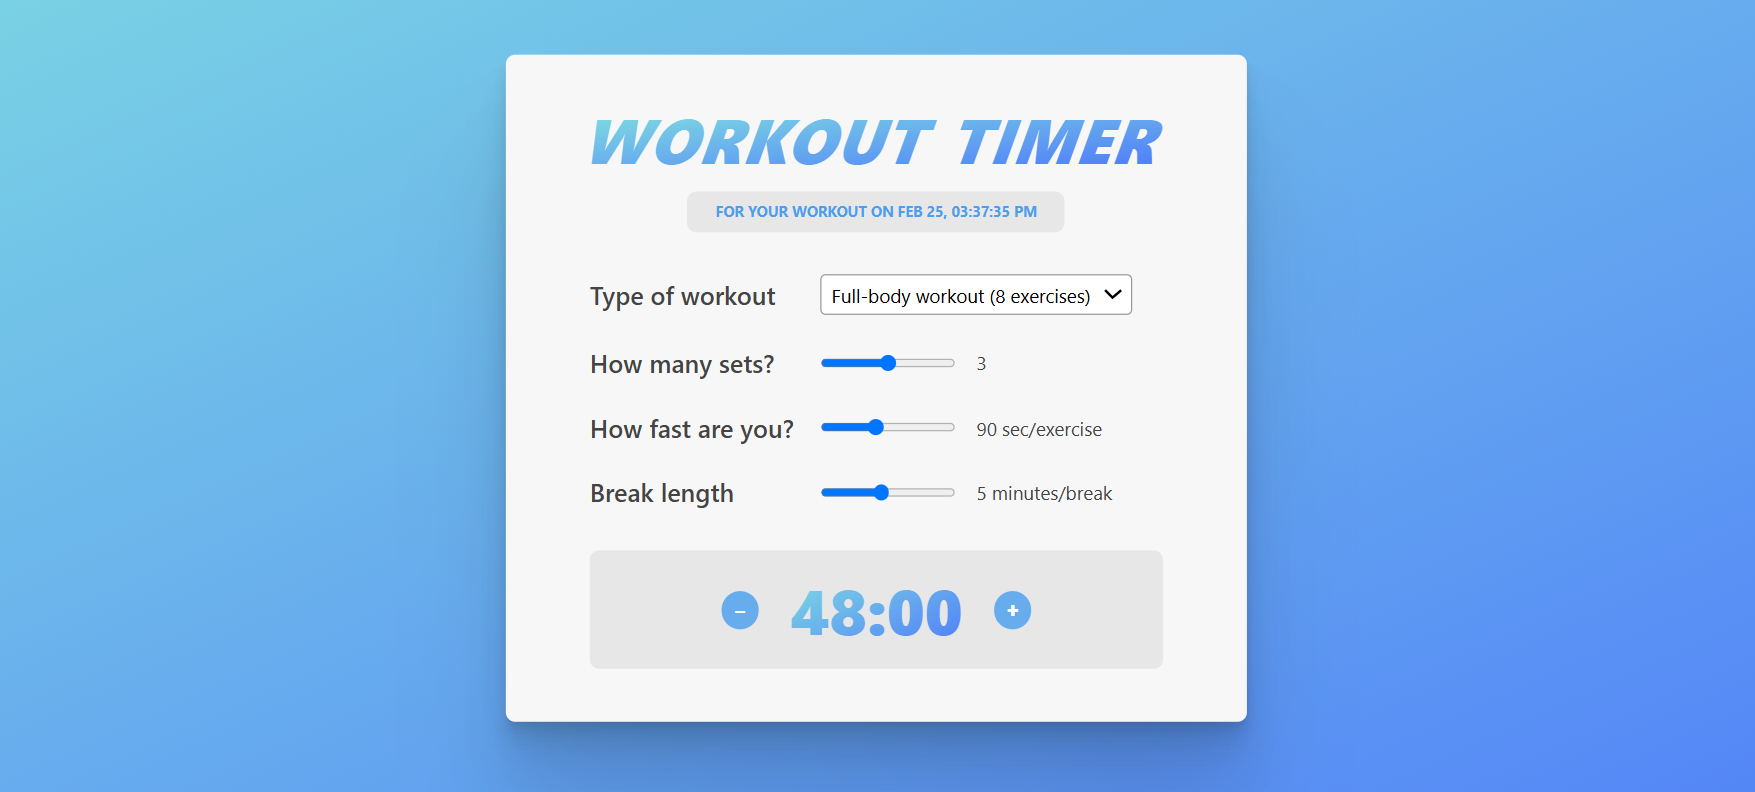 WORKOUT TIMER
FOR YOUR WORKOUT ON FEB 25, 03:37:35 PM
Type of workout Full-body workout (8 exercises)
How many sets? 3
How fast are you? 90 sec/exercise
Break length 5 minutes/break
– 48:00 +